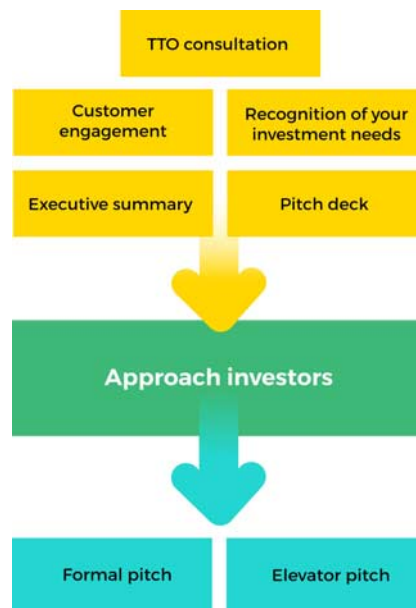 TTO consultation
Customer
engagement
Recognition of your
investment needs
Executive summary
Pitch deck
Approach investors
Formal pitch
Elevator pitch